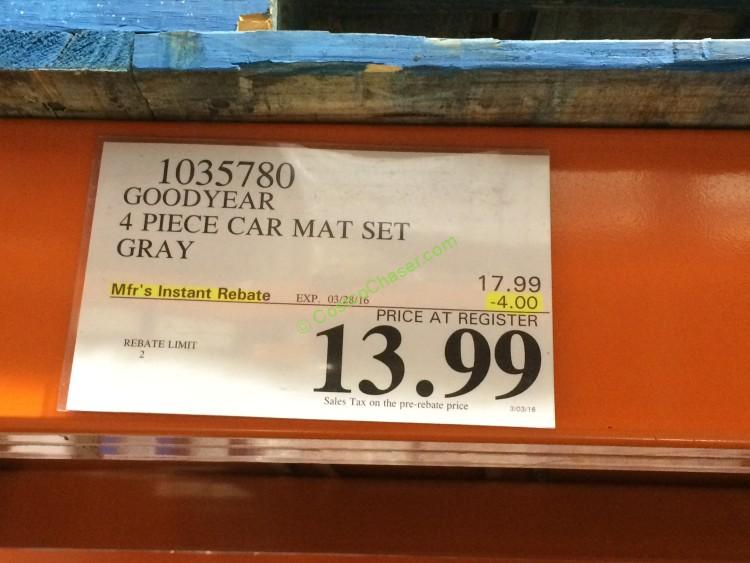 1035780
GOODYEAR
4 PIECE CAR MAT SET
GRAY
17.99
Mfr's Instant Rebate EXP. 03/28/16 -4.00
PRICE AT REGISTER
REBATE LIMIT
2
13.99
Sales Tax on the pre-rebate price 3/03/16
© CostcoChaser.com